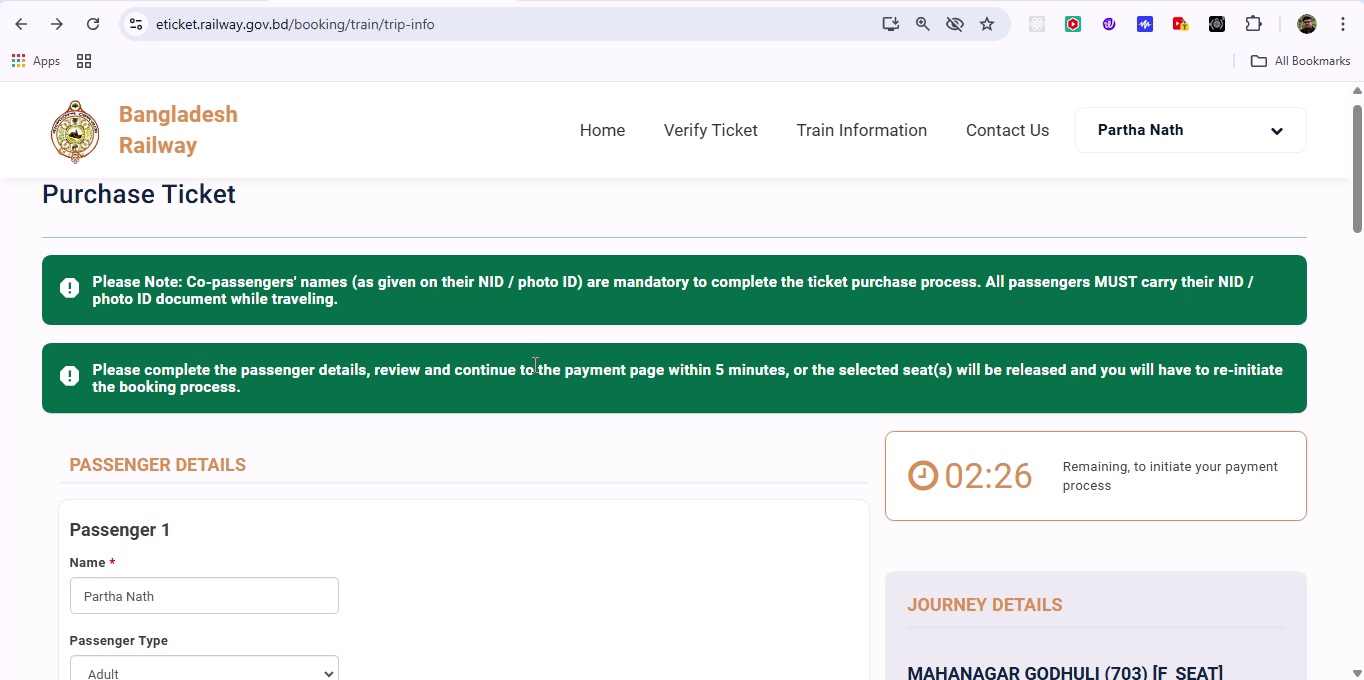 eticket.railway.gov.bd/booking/train/trip-info
Apps
All Bookmarks
Bangladesh
Railway
Home
Verify Ticket
Train Information
Contact Us
Partha Nath
Purchase Ticket
Please Note: Co-passengers' names (as given on their NID / photo ID) are mandatory to complete the ticket purchase process. All passengers MUST carry their NID /
photo ID document while traveling.
Please complete the passenger details, review and continue to the payment page within 5 minutes, or the selected seat(s) will be released and you will have to re-initiate
the booking process.
PASSENGER DETAILS
Passenger 1
Name *
Partha Nath
Passenger Type
Adult
02:26
Remaining, to initiate your payment
process
JOURNEY DETAILS
MAHANAGAR GODHULI (703) [F_SEAT]